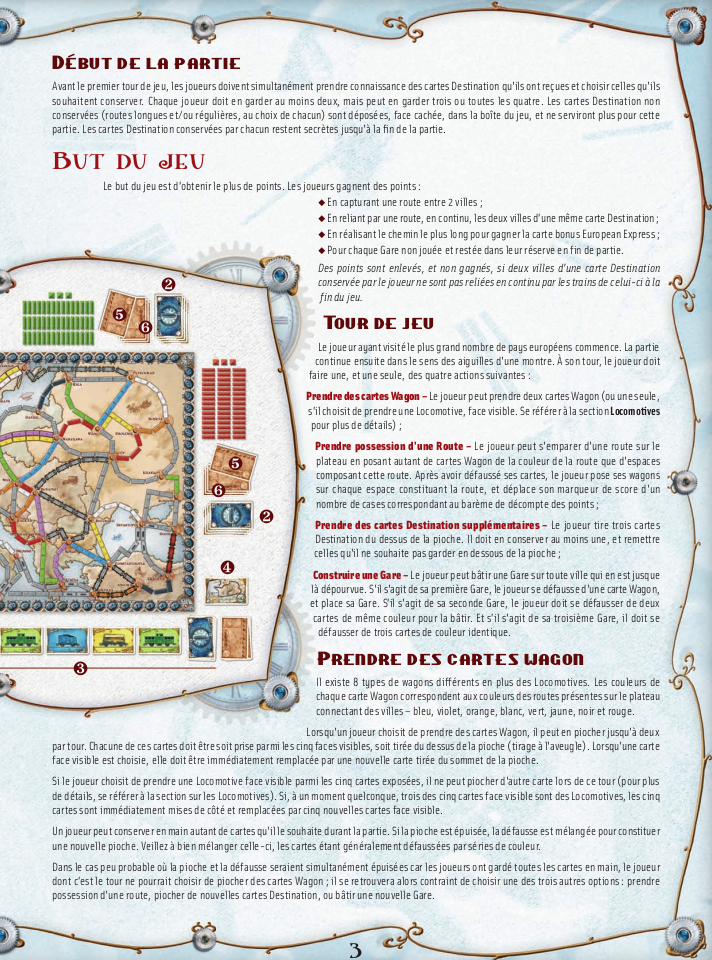 DÉBUT DE LA PARTIE
Avant le premier tour de jeu, les joueurs doivent simultanément prendre connaissance des cartes Destination qu'ils ont reçues et choisir celles qu'ils
souhaitent conserver. Chaque joueur doit en garder au moins deux, mais peut en garder trois ou toutes les quatre. Les cartes Destination non
conservées (routes longues et/ou régulières, au choix de chacun) sont déposées, face cachée, dans la boîte du jeu, et ne serviront plus pour cette
partie. Les cartes Destination conservées par chacun restent secrètes jusqu'à la fin de la partie.
BUT DU JEU
Le but du jeu est d'obtenir le plus de points. Les joueurs gagnent des points :
◆ En capturant une route entre 2 villes ;
◆ En reliant par une route, en continu, les deux villes d'une même carte Destination ;
◆ En réalisant le chemin le plus long pour gagner la carte bonus European Express ;
◆ Pour chaque Gare non jouée et restée dans leur réserve en fin de partie.
Des points sont enlevés, et non gagnés, si deux villes d'une carte Destination
conservée par le joueur ne sont pas reliées en continu par les trains de celui-ci à la
fin du jeu.
2
5
6
5
6
2
4
3
TOUR DE JEU
Le joueur ayant visité le plus grand nombre de pays européens commence. La partie
continue ensuite dans le sens des aiguilles d'une montre. À son tour, le joueur doit
faire une, et une seule, des quatre actions suivantes :
Prendre des cartes Wagon – Le joueur peut prendre deux cartes Wagon (ou une seule,
s'il choisit de prendre une Locomotive, face visible. Se référer à la section Locomotives
pour plus de détails) ;
Prendre possession d'une Route – Le joueur peut s'emparer d'une route sur le
plateau en posant autant de cartes Wagon de la couleur de la route que d'espaces
composant cette route. Après avoir défaussé ses cartes, le joueur pose ses wagons
sur chaque espace constituant la route, et déplace son marqueur de score d'un
nombre de cases correspondant au barème de décompte des points ;
Prendre des cartes Destination supplémentaires – Le joueur tire trois cartes
Destination du dessus de la pioche. Il doit en conserver au moins une, et remettre
celles qu'il ne souhaite pas garder en dessous de la pioche ;
Construire une Gare – Le joueur peut bâtir une Gare sur toute ville qui en est jusque
là dépourvue. S'il s'agit de sa première Gare, le joueur se défausse d'une carte Wagon,
et place sa Gare. S'il s'agit de sa seconde Gare, le joueur doit se défausser de deux
cartes de même couleur pour la bâtir. Et s'il s'agit de sa troisième Gare, il doit se
défausser de trois cartes de couleur identique.
PRENDRE DES CARTES WAGON
Il existe 8 types de wagons différents en plus des Locomotives. Les couleurs de
chaque carte Wagon correspondent aux couleurs des routes présentes sur le plateau
connectant des villes – bleu, violet, orange, blanc, vert, jaune, noir et rouge.
Lorsqu'un joueur choisit de prendre des cartes Wagon, il peut en piocher jusqu'à deux
par tour. Chacune de ces cartes doit être soit prise parmi les cinq faces visibles, soit tirée du dessus de la pioche (tirage à l'aveugle). Lorsqu'une carte
face visible est choisie, elle doit être immédiatement remplacée par une nouvelle carte tirée du sommet de la pioche.
Si le joueur choisit de prendre une Locomotive face visible parmi les cinq cartes exposées, il ne peut piocher d'autre carte lors de ce tour (pour plus
de détails, se référer à la section sur les Locomotives). Si, à un moment quelconque, trois des cinq cartes face visible sont des Locomotives, les cinq
cartes sont immédiatement mises de côté et remplacées par cinq nouvelles cartes face visible.
Un joueur peut conserver en main autant de cartes qu'il le souhaite durant la partie. Si la pioche est épuisée, la défausse est mélangée pour constituer
une nouvelle pioche. Veillez à bien mélanger celle-ci, les cartes étant généralement défaussées par séries de couleur.
Dans le cas peu probable où la pioche et la défausse seraient simultanément épuisées car les joueurs ont gardé toutes les cartes en main, le joueur
dont c'est le tour ne pourrait choisir de piocher des cartes Wagon ; il se retrouvera alors contraint de choisir une des trois autres options : prendre
possession d'une route, piocher de nouvelles cartes Destination, ou bâtir une nouvelle Gare.
3